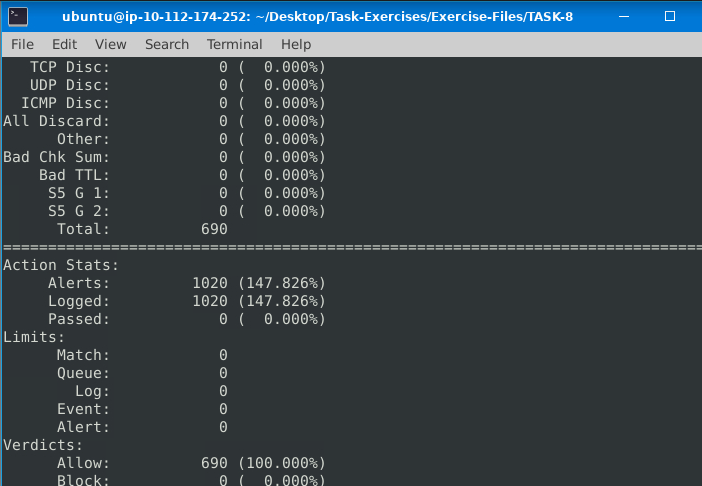 ubuntu@ip-10-112-174-252: ~/Desktop/Task-Exercises/Exercise-Files/TASK-8
File Edit View Search Terminal Help
   TCP Disc:            0 (  0.000%)
   UDP Disc:            0 (  0.000%)
  ICMP Disc:            0 (  0.000%)
All Discard:            0 (  0.000%)
      Other:            0 (  0.000%)
Bad Chk Sum:            0 (  0.000%)
    Bad TTL:            0 (  0.000%)
     S5 G 1:            0 (  0.000%)
     S5 G 2:            0 (  0.000%)
      Total:          690
===============================================================================
Action Stats:
     Alerts:         1020 (147.826%)
     Logged:         1020 (147.826%)
     Passed:            0 (  0.000%)
Limits:
      Match:            0
      Queue:            0
        Log:            0
      Event:            0
      Alert:            0
Verdicts:
      Allow:          690 (100.000%)
      Block:            0 (  0.000%)